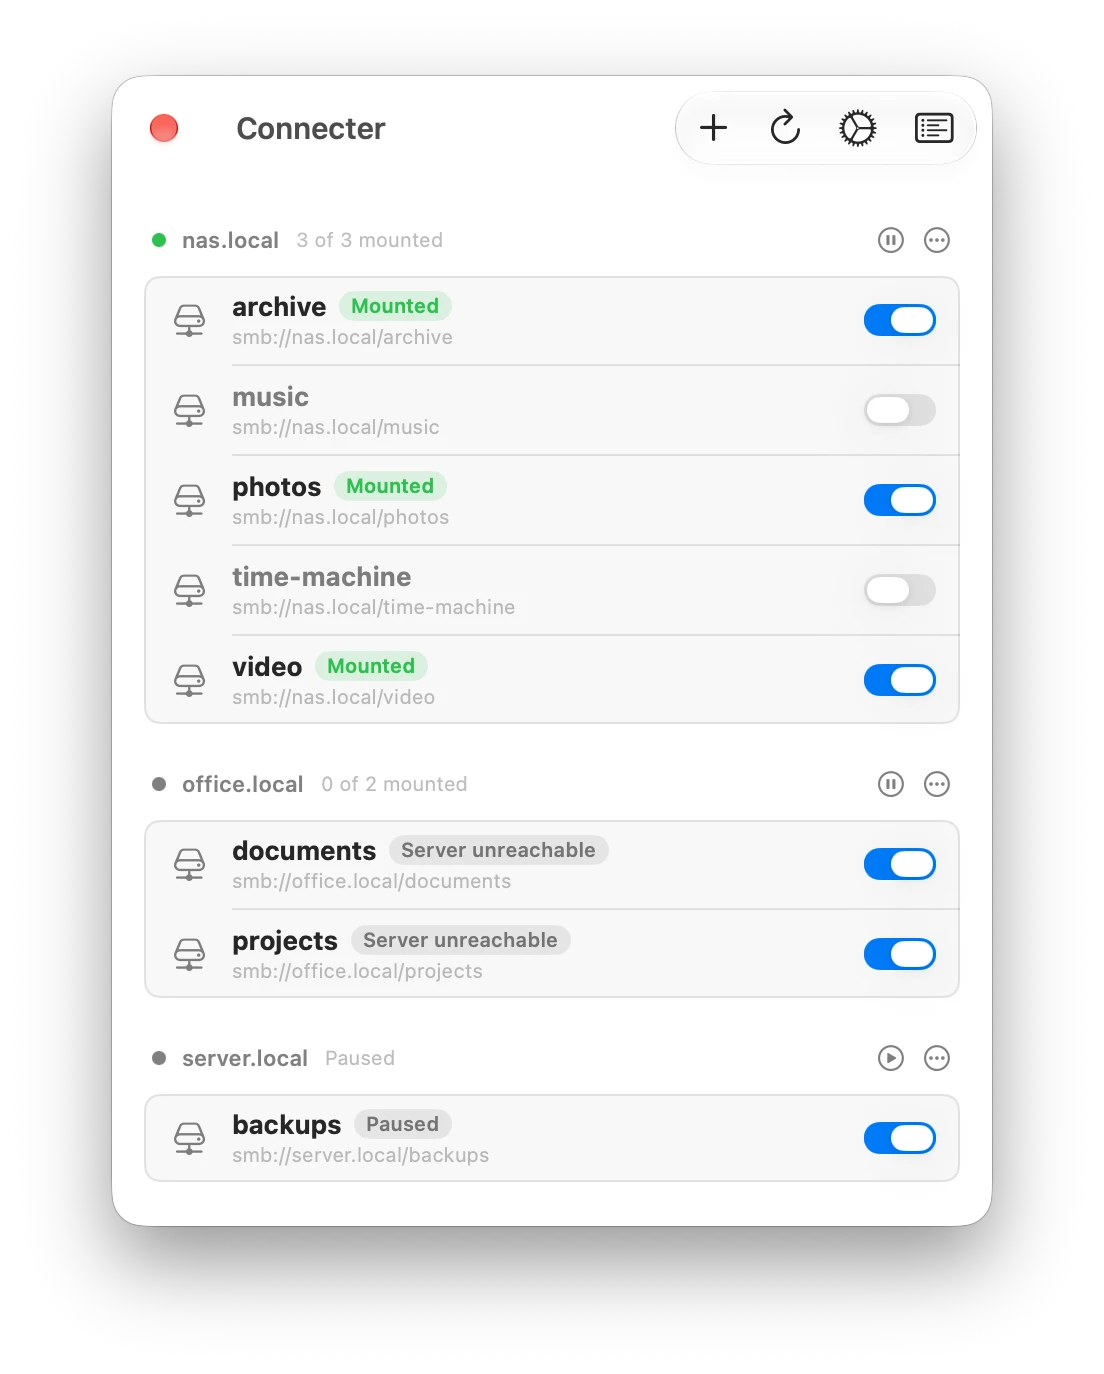 Connecter
nas.local 3 of 3 mounted
archive Mounted
smb://nas.local/archive
music
smb://nas.local/music
photos Mounted
smb://nas.local/photos
time-machine
smb://nas.local/time-machine
video Mounted
smb://nas.local/video
office.local 0 of 2 mounted
documents Server unreachable
smb://office.local/documents
projects Server unreachable
smb://office.local/projects
server.local Paused
backups Paused
smb://server.local/backups